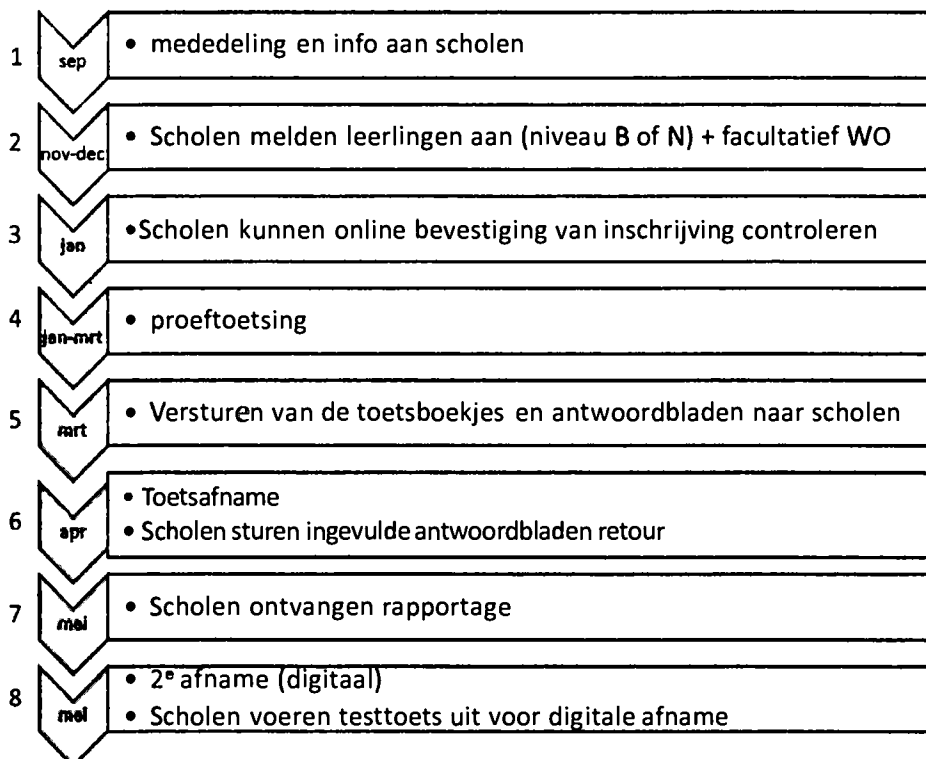 1 sep • mededeling en info aan scholen
2 nov-dec • Scholen melden leerlingen aan (niveau B of N) + facultatief WO
3 jan •Scholen kunnen online bevestiging van inschrijving controleren
4 jan-mrt • proeftoetsing
5 mrt • Versturen van de toetsboekjes en antwoordbladen naar scholen
6 apr • Toetsafname
• Scholen sturen ingevulde antwoordbladen retour
7 mei • Scholen ontvangen rapportage
8 mei • 2e afname (digitaal)
• Scholen voeren testtoets uit voor digitale afname